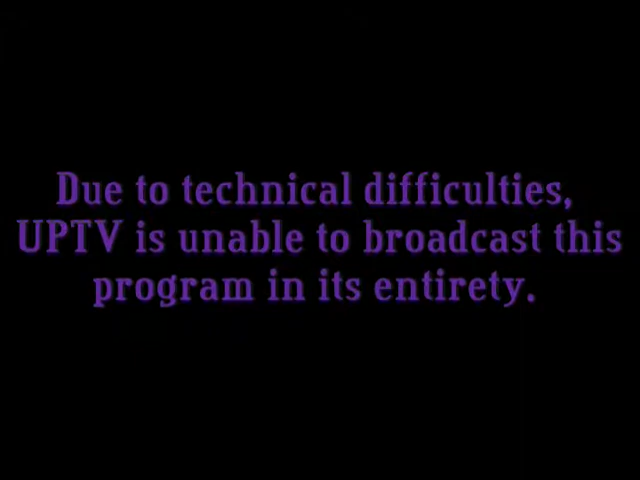 Due to technical difficulties,
UPTV is unable to broadcast this
program in its entirety.